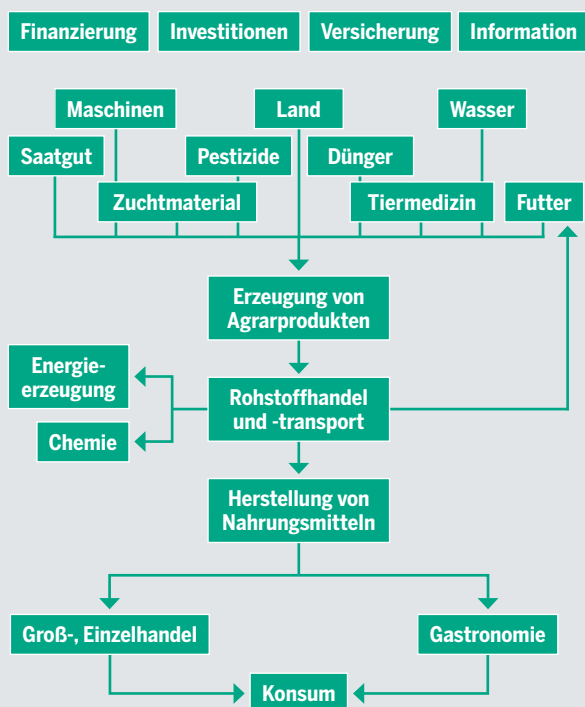 Finanzierung
Investitionen
Versicherung
Information
Maschinen
Land
Wasser
Saatgut
Pestizide
Dünger
Zuchtmaterial
Tiermedizin
Futter
Erzeugung von
Agrarprodukten
Energie-
erzeugung
Rohstoffhandel
und -transport
Chemie
Herstellung von
Nahrungsmitteln
Groß-, Einzelhandel
Gastronomie
Konsum